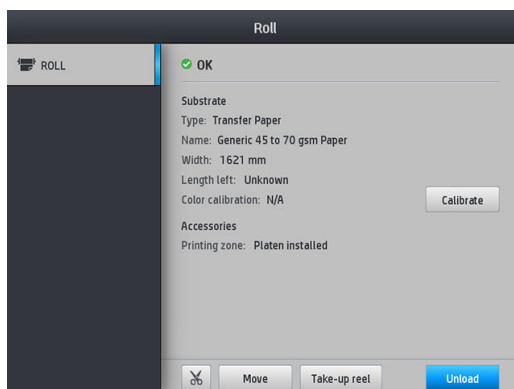 Roll
ROLL
OK
Substrate
Type: Transfer Paper
Name: Generic 45 to 70 gsm Paper
Width: 1621 mm
Length left: Unknown
Color calibration: N/A
Calibrate
Accessories
Printing zone: Platen installed
Move
Take-up reel
Unload